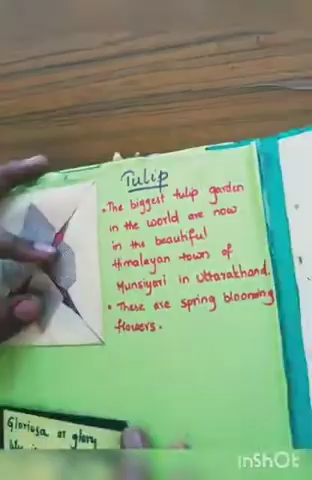 Tulip
• The biggest tulip garden
in the world are now
in the beautiful
Himalayan town of
Munsiyari in Uttarakhand.
• These are spring blooming
flowers.
Gloriosa or glory
InShOt